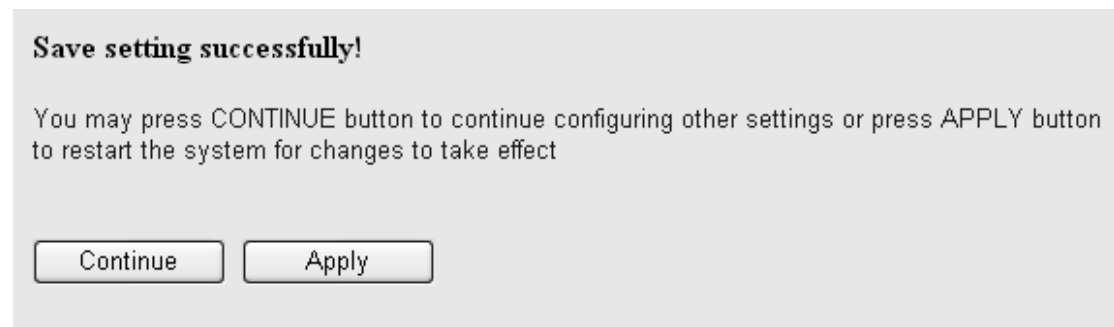 Save setting successfully!
You may press CONTINUE button to continue configuring other settings or press APPLY button
to restart the system for changes to take effect
Continue
Apply